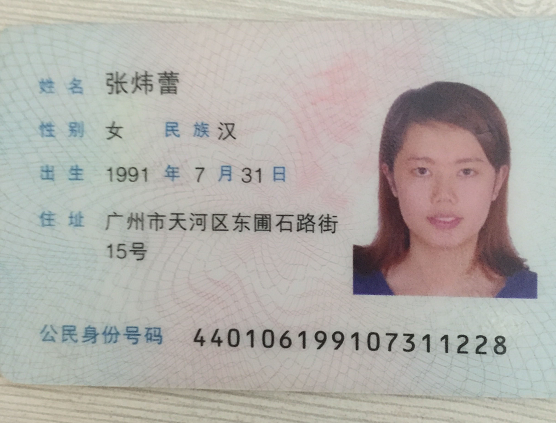 姓名 张炜蕾
性别 女 民族 汉
出生 1991 年 7 月 31 日
住址 广州市天河区东圃石路街
15号
公民身份号码 440106199107311228